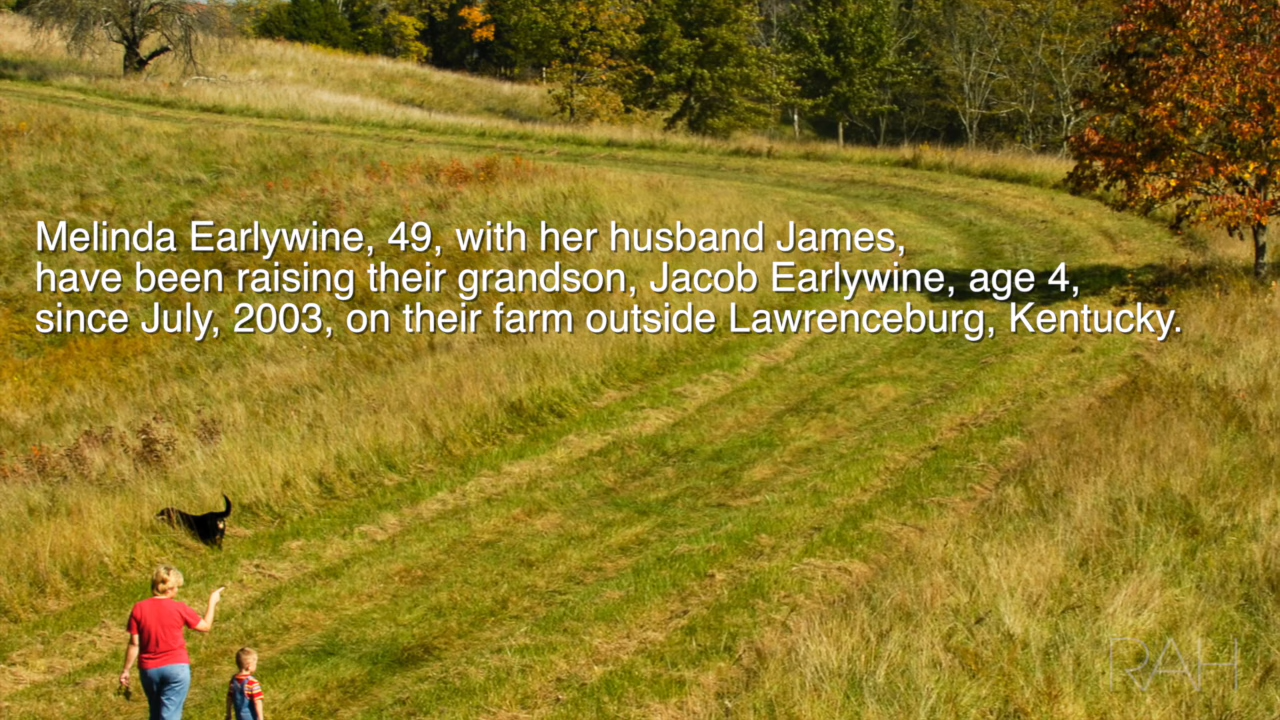 Melinda Earlywine, 49, with her husband James,
have been raising their grandson, Jacob Earlywine, age 4,
since July, 2003, on their farm outside Lawrenceburg, Kentucky.
RAH